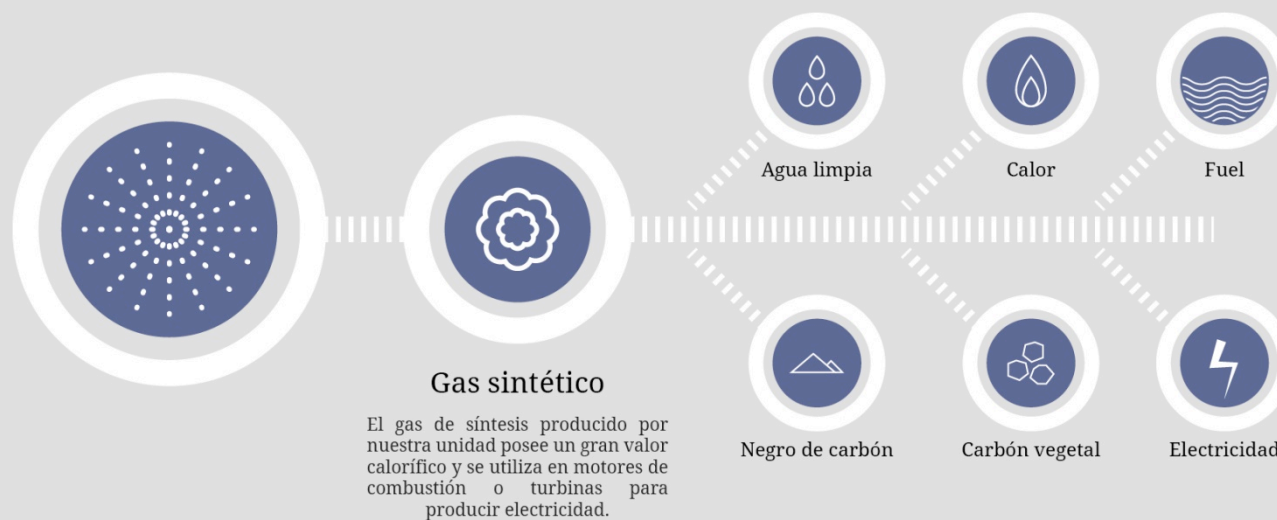 Agua limpia
Calor
Fuel
Gas sintético
El gas de síntesis producido por
nuestra unidad posee un gran valor
calorífico y se utiliza en motores de
combustión o turbinas para
producir electricidad.
Negro de carbón
Carbón vegetal
Electricidad